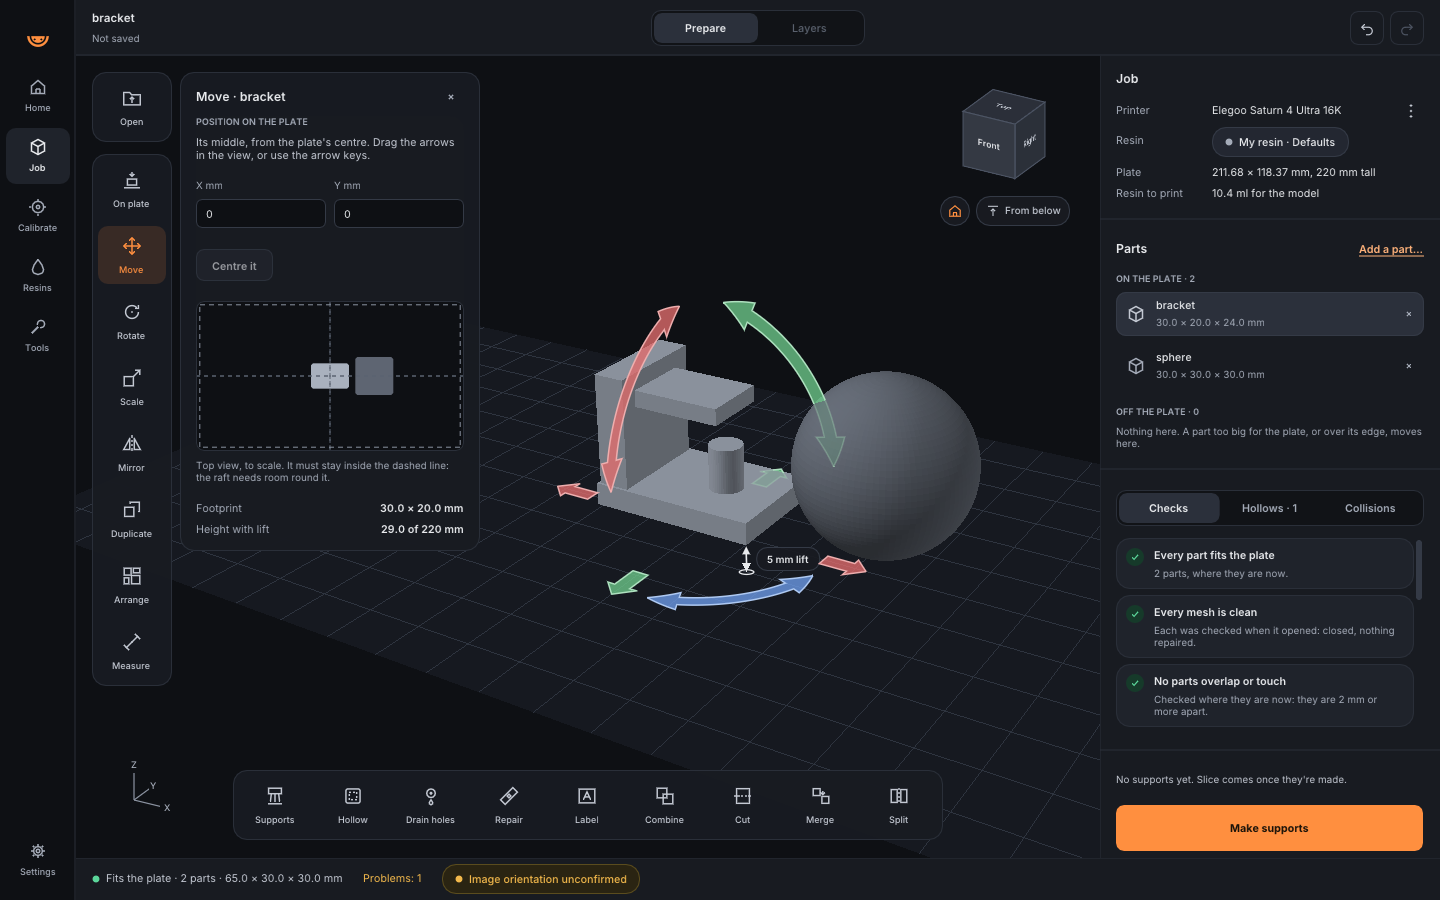 bracket
Not saved
Prepare
Layers
Home
Job
Calibrate
Resins
Tools
Settings
Open
On plate
Move
Rotate
Scale
Mirror
Duplicate
Arrange
Measure
Move · bracket
×
POSITION ON THE PLATE
Its middle, from the plate's centre. Drag the arrows
in the view, or use the arrow keys.
X mm
Y mm
0
0
Centre it
Top view, to scale. It must stay inside the dashed line:
the raft needs room round it.
Footprint
30.0 × 20.0 mm
Height with lift
29.0 of 220 mm
Top
Front
Right
From below
5 mm lift
Z
Y
X
Supports
Hollow
Drain holes
Repair
Label
Combine
Cut
Merge
Split
Job
Printer
Elegoo Saturn 4 Ultra 16K
Resin
My resin · Defaults
Plate
211.68 × 118.37 mm, 220 mm tall
Resin to print
10.4 ml for the model
Parts
Add a part...
ON THE PLATE · 2
bracket
30.0 × 20.0 × 24.0 mm
×
sphere
30.0 × 30.0 × 30.0 mm
×
OFF THE PLATE · 0
Nothing here. A part too big for the plate, or over its edge, moves
here.
Checks
Hollows · 1
Collisions
Every part fits the plate
2 parts, where they are now.
Every mesh is clean
Each was checked when it opened: closed, nothing
repaired.
No parts overlap or touch
Checked where they are now: they are 2 mm or
more apart.
No supports yet. Slice comes once they're made.
Make supports
Fits the plate · 2 parts · 65.0 × 30.0 × 30.0 mm
Problems: 1
Image orientation unconfirmed